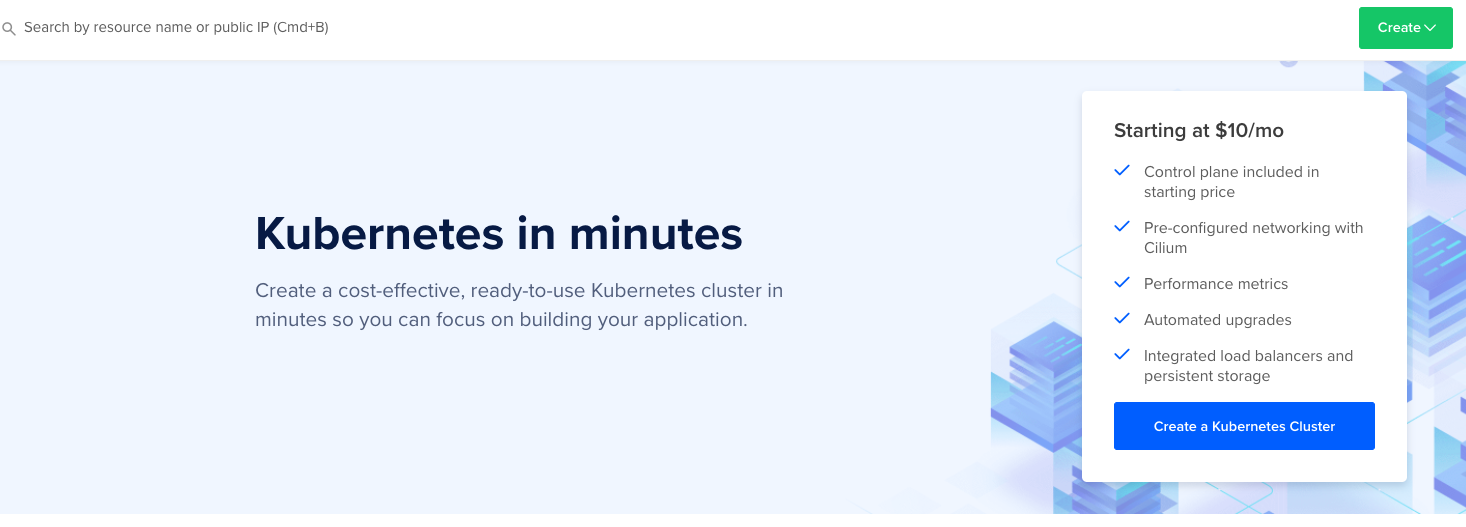 Search by resource name or public IP (Cmd+B)
Create
Starting at $10/mo
Control plane included in
starting price
Pre-configured networking with
Cilium
Performance metrics
Automated upgrades
Integrated load balancers and
persistent storage
Create a Kubernetes Cluster
Kubernetes in minutes
Create a cost-effective, ready-to-use Kubernetes cluster in
minutes so you can focus on building your application.